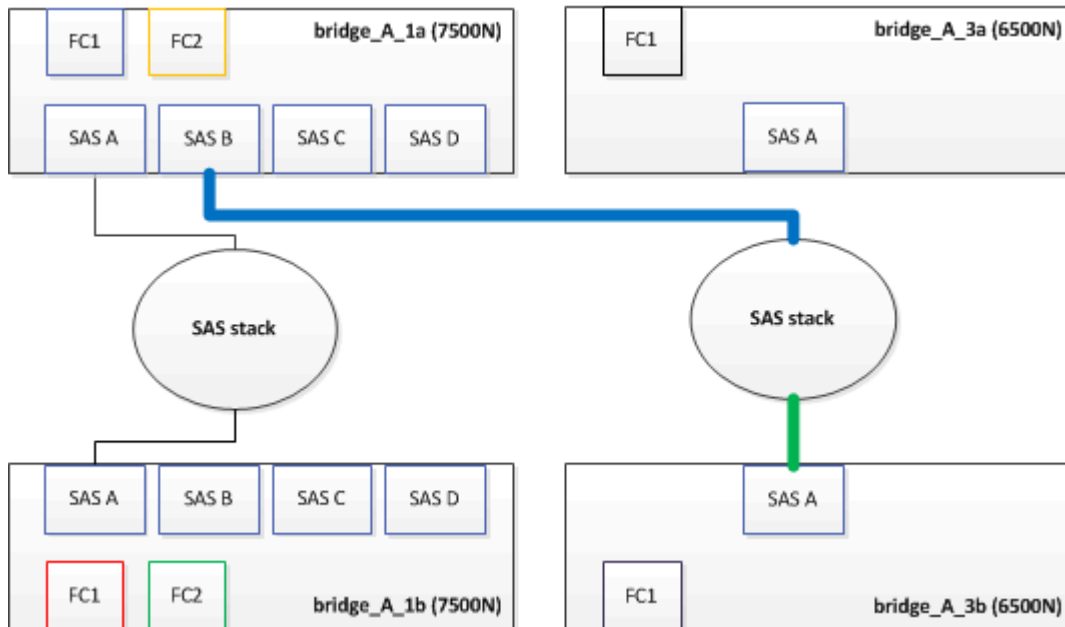 bridge_A_1a (7500N)
FC1
FC2
SAS A
SAS B
SAS C
SAS D
bridge_A_3a (6500N)
FC1
SAS A
SAS stack
SAS stack
SAS A
SAS B
SAS C
SAS D
FC1
FC2
bridge_A_1b (7500N)
SAS A
FC1
bridge_A_3b (6500N)